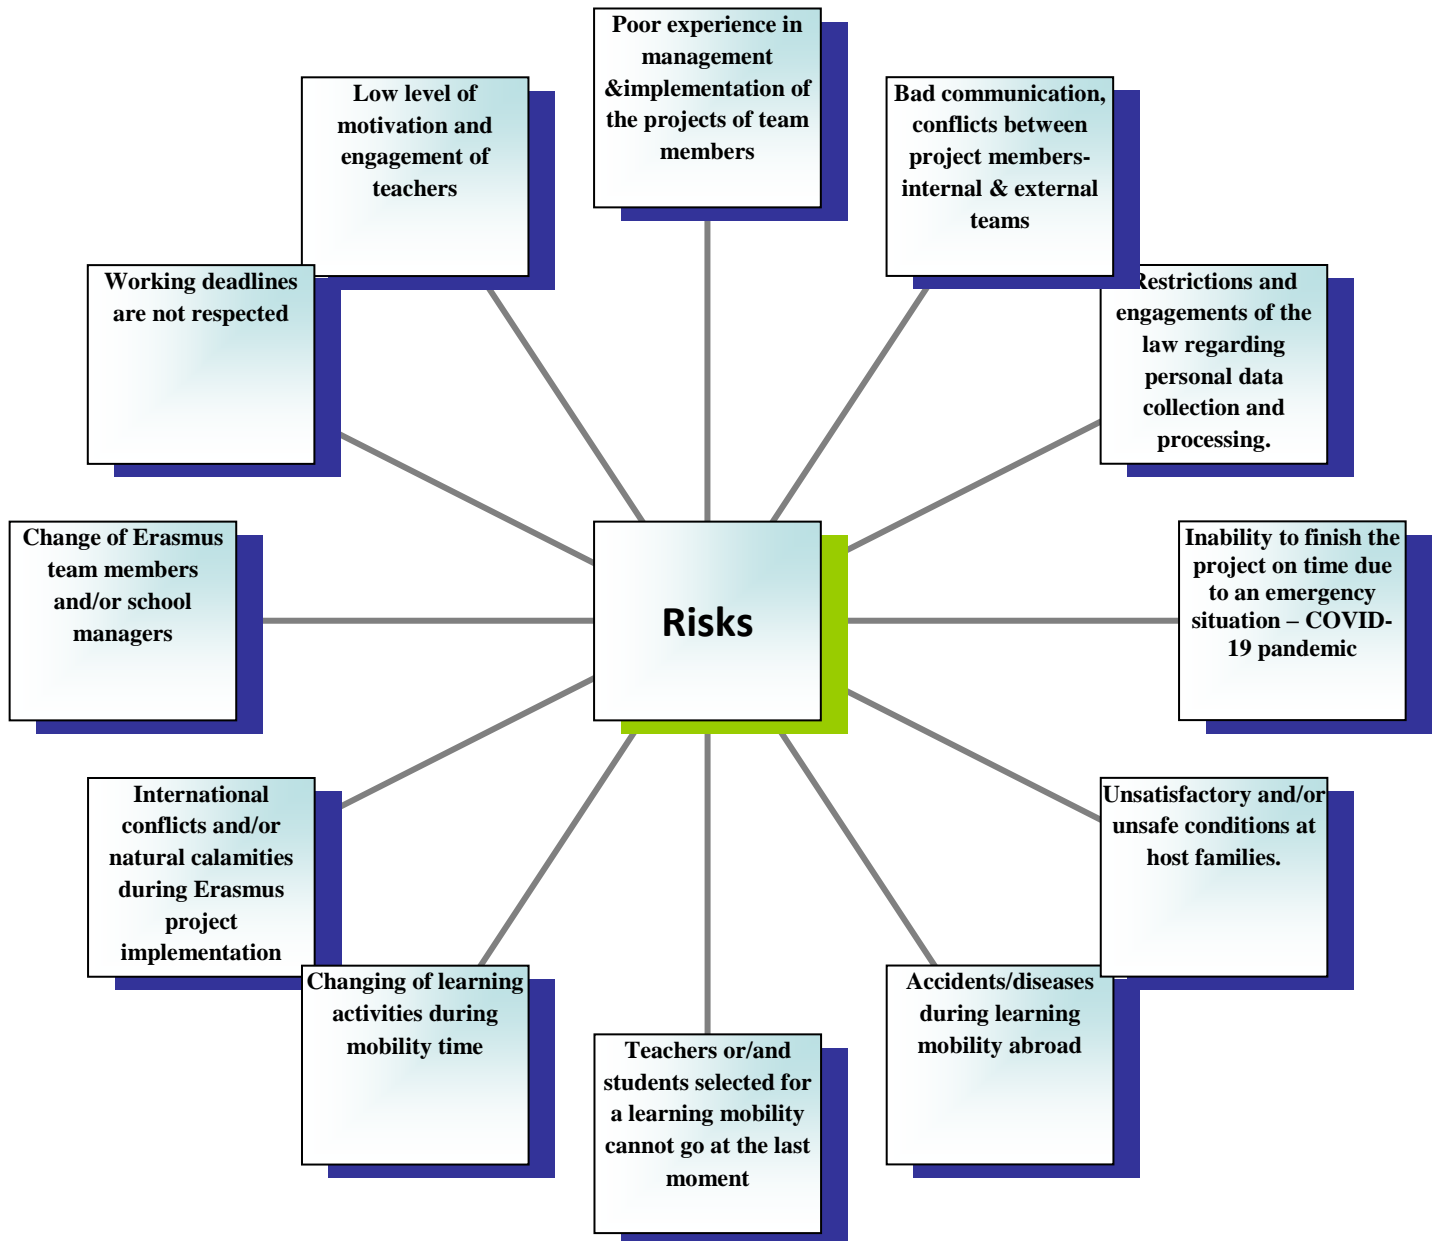 Poor experience in
management
&implementation of
the projects of team
members
Bad communication,
conflicts between
project members-
internal & external
teams
Restrictions and
engagements of the
law regarding
personal data
collection and
processing.
Inability to finish the
project on time due
to an emergency
situation – COVID-
19 pandemic
Unsatisfactory and/or
unsafe conditions at
host families.
Accidents/diseases
during learning
mobility abroad
Teachers or/and
students selected for
a learning mobility
cannot go at the last
moment
Changing of learning
activities during
mobility time
International
conflicts and/or
natural calamities
during Erasmus
project
implementation
Change of Erasmus
team members
and/or school
managers
Working deadlines
are not respected
Low level of
motivation and
engagement of
teachers
Risks